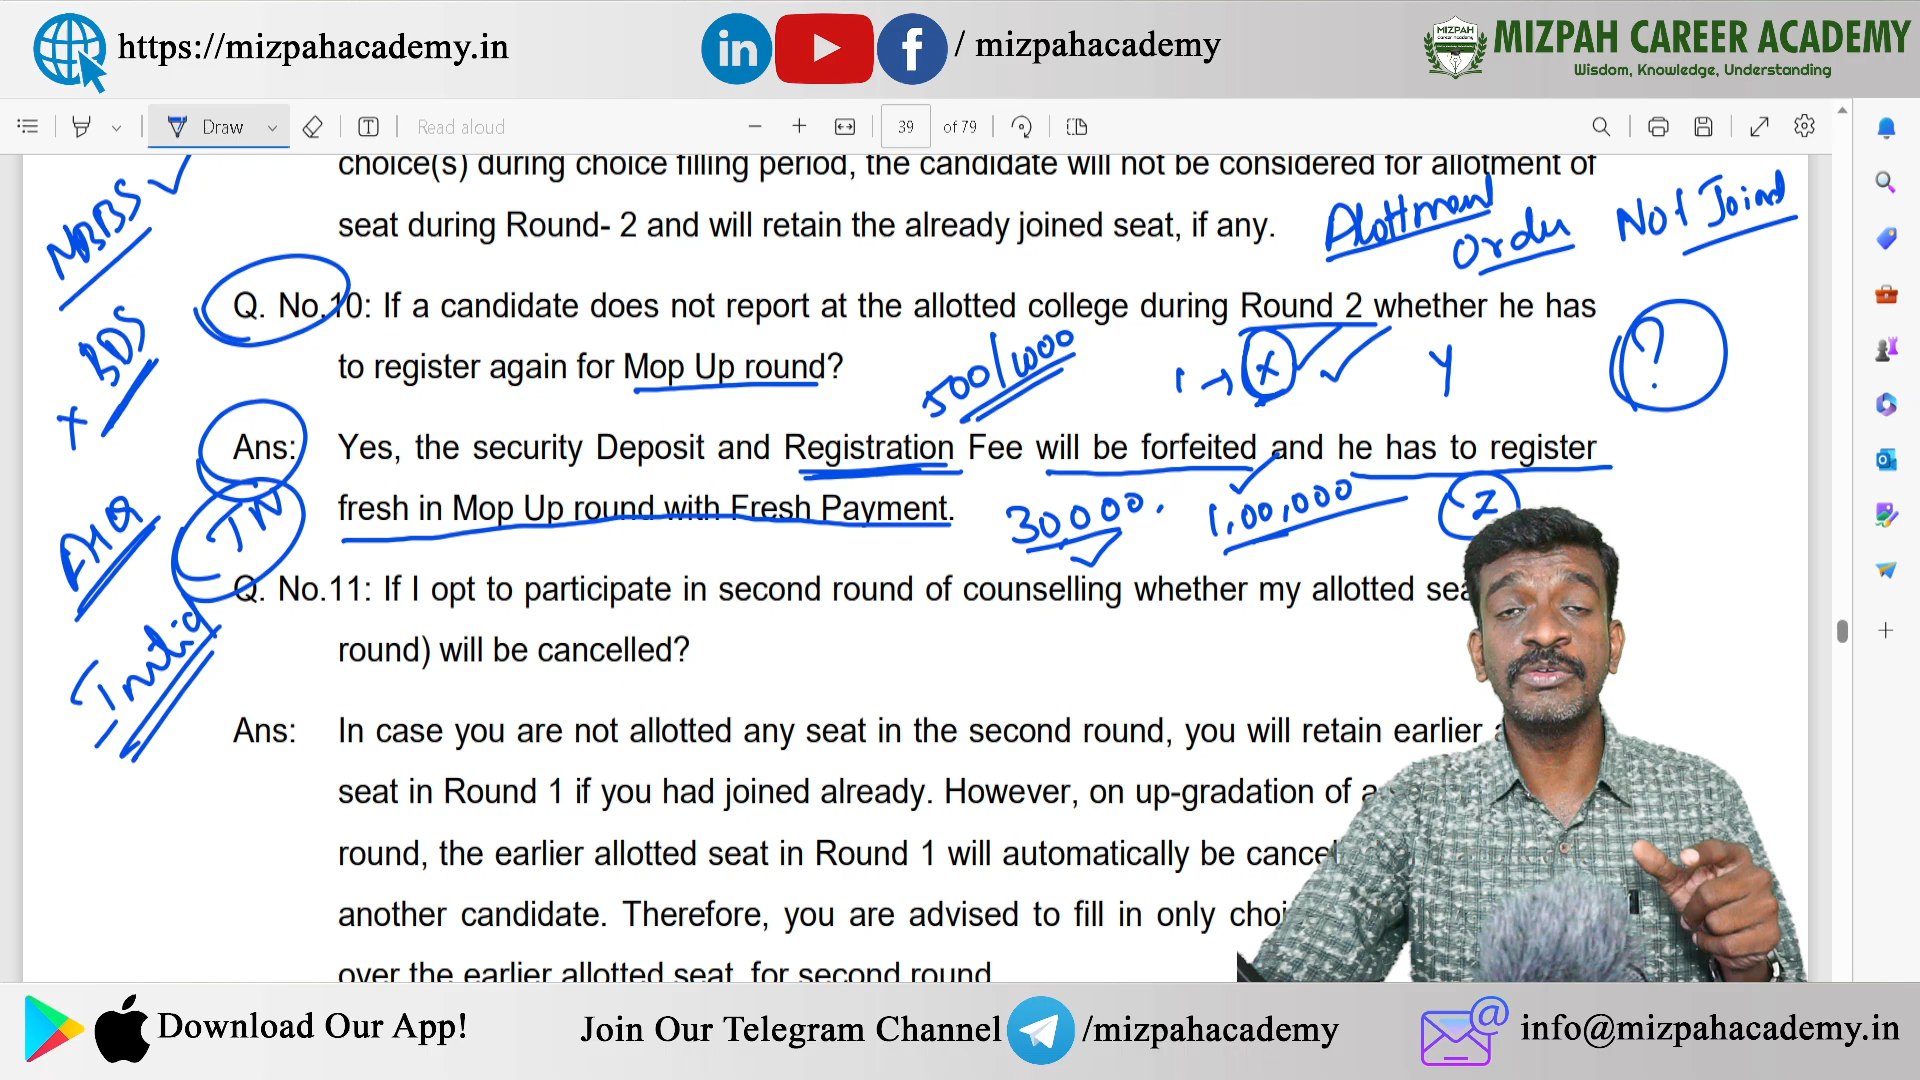 https://mizpahacademy.in
/ mizpahacademy
MIZPAH
MIZPAH CAREER ACADEMY
Wisdom, Knowledge, Understanding
Draw
Read aloud
39
of 79
choice(s) during choice filling period, the candidate will not be considered for allotment of
seat during Round- 2 and will retain the already joined seat, if any.
Allotment
Order
Not Joined
MBBS
BDS
Q. No.10: If a candidate does not report at the allotted college during Round 2 whether he has
to register again for Mop Up round?
500/1000
1 → X
Y
?
Ans: Yes, the security Deposit and Registration Fee will be forfeited and he has to register
fresh in Mop Up round with Fresh Payment.
30,000.
1,00,000
Z
TN
Q. No.11: If I opt to participate in second round of counselling whether my allotted
round) will be cancelled?
Ans: In case you are not allotted any seat in the second round, you will retain earlier
seat in Round 1 if you had joined already. However, on up-gradation of
round, the earlier allotted seat in Round 1 will automatically be
another candidate. Therefore, you are advised to fill in only
over the earlier allotted seat, for second round
Download Our App!
Join Our Telegram Channel
/mizpahacademy
info@mizpahacademy.in